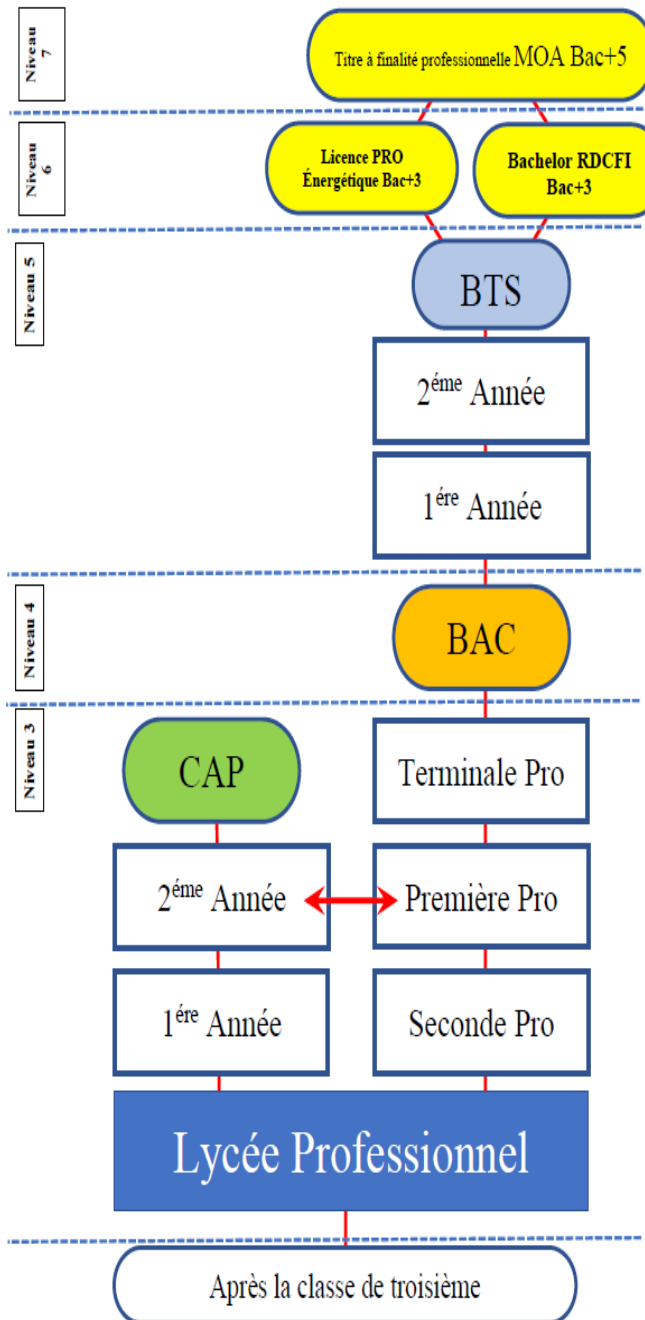 Niveau
7
Titre à finalité professionnelle MOA Bac+5
Niveau
6
Licence PRO
Énergétique Bac+3
Bachelor RDCFI
Bac+3
Niveau 5
BTS
2éme Année
1ére Année
Niveau 4
BAC
Niveau 3
CAP
Terminale Pro
2éme Année
Première Pro
1ére Année
Seconde Pro
Lycée Professionnel
Après la classe de troisième